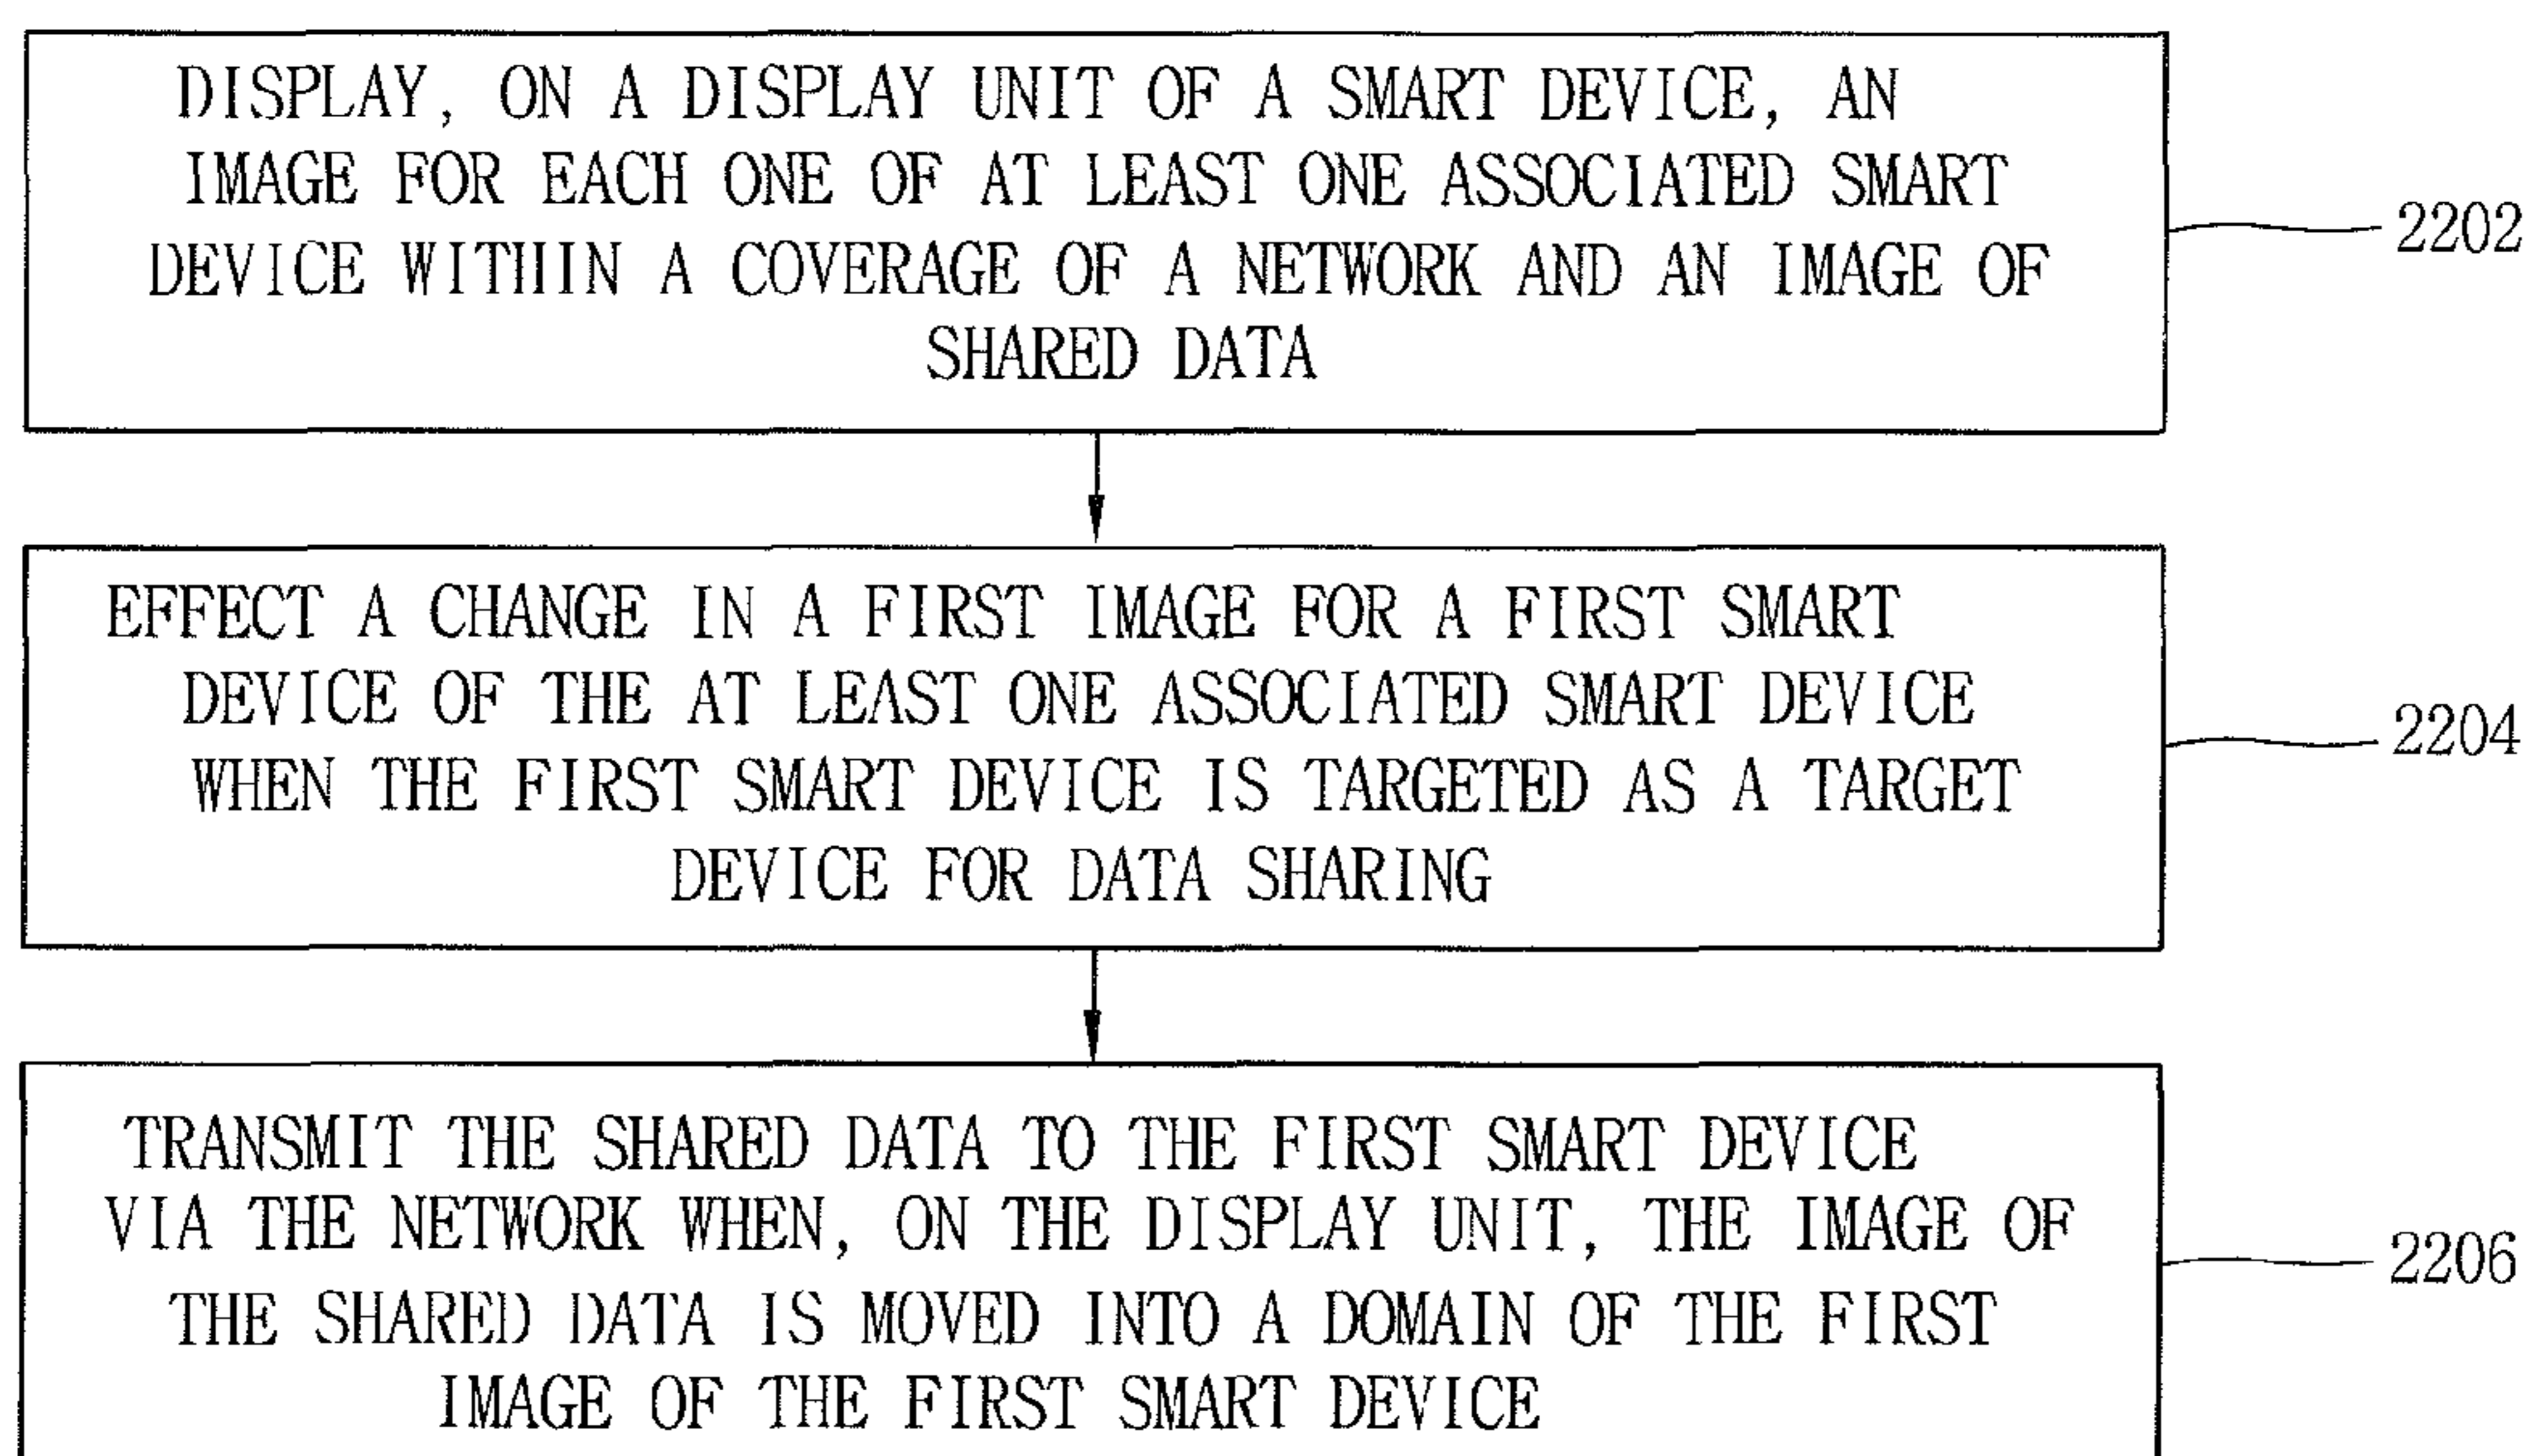 DISPLAY, ON A DISPLAY UNIT OF A SMART DEVICE, AN
IMAGE FOR EACH ONE OF AT LEAST ONE ASSOCIATED SMART
DEVICE WITHIN A COVERAGE OF A NETWORK AND AN IMAGE OF
SHARED DATA
2202
EFFECT A CHANGE IN A FIRST IMAGE FOR A FIRST SMART
DEVICE OF THE AT LEAST ONE ASSOCIATED SMART DEVICE
WHEN THE FIRST SMART DEVICE IS TARGETED AS A TARGET
DEVICE FOR DATA SHARING
2204
TRANSMIT THE SHARED DATA TO THE FIRST SMART DEVICE
VIA THE NETWORK WHEN, ON THE DISPLAY UNIT, THE IMAGE OF
THE SHARED DATA IS MOVED INTO A DOMAIN OF THE FIRST
IMAGE OF THE FIRST SMART DEVICE
2206